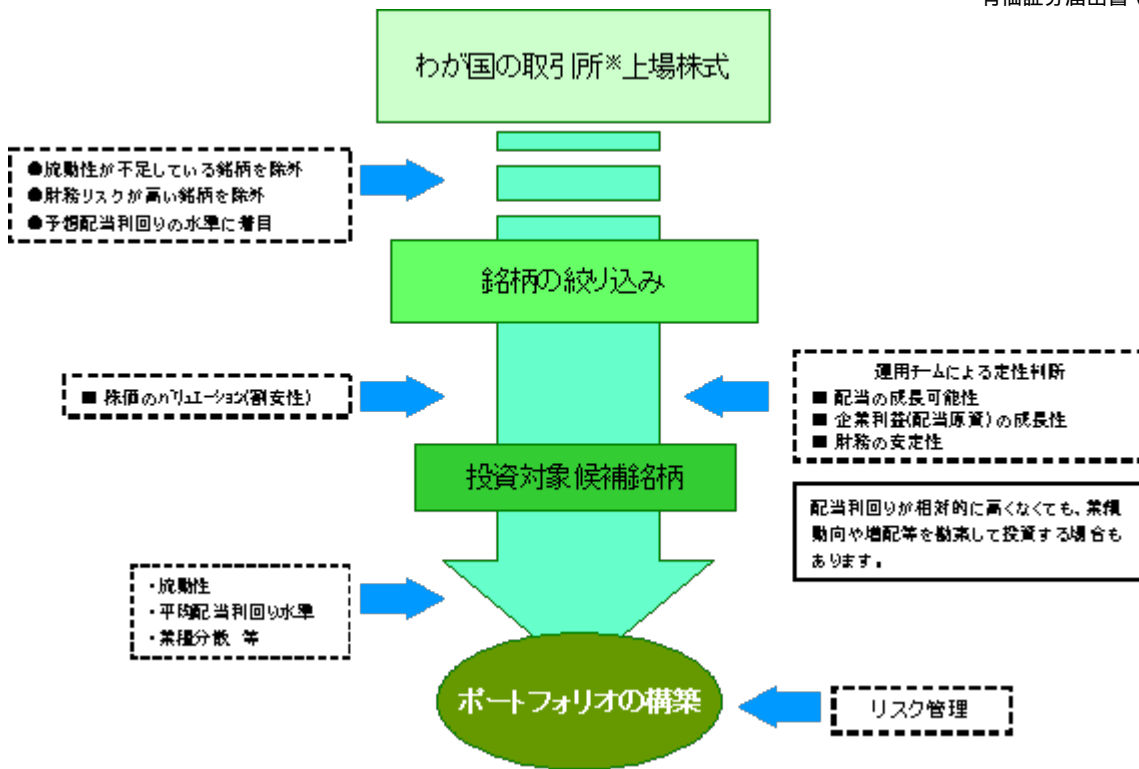 有価証券届出書
わが国の取引所※上場株式
●流動性が不足している銘柄を除外
●財務リスクが高い銘柄を除外
●予想配当利回りの水準に着目
銘柄の絞り込み
■ 株価のバリュエーション(割安性)
運用チームによる定性判断
■ 配当の成長可能性
■ 企業利益(配当原資)の成長性
■ 財務の安定性
投資対象候補銘柄
配当利回りが相対的に高くなくても、業績
動向や増配等を勘案して投資する場合も
あります。
・流動性
・平均配当利回り水準
・業種分散 等
ポートフォリオの構築
リスク管理